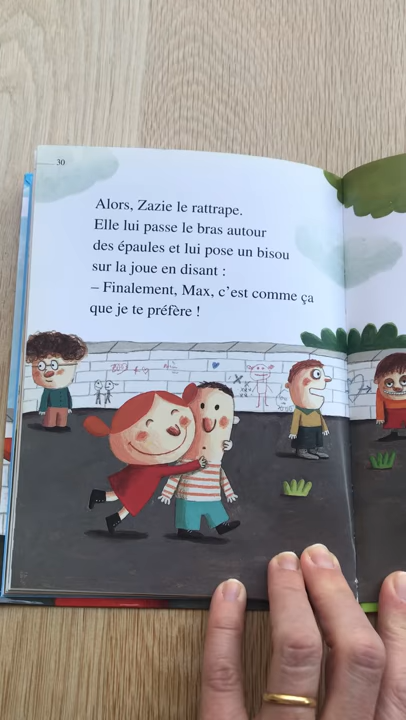 30
Alors, Zazie le rattrape.
Elle lui passe le bras autour
des épaules et lui pose un bisou
sur la joue en disant :
– Finalement, Max, c'est comme ça
que je te préfère !